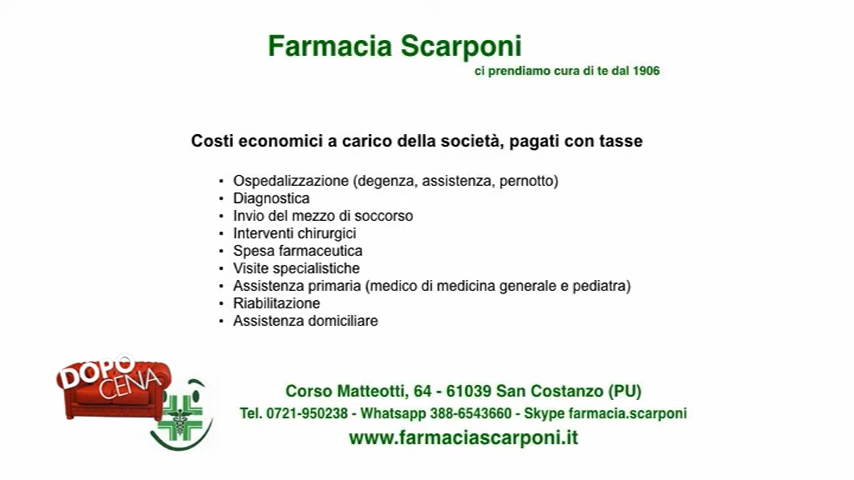 Farmacia Scarponi
ci prendiamo cura di te dal 1906
Costi economici a carico della società, pagati con tasse
• Ospedalizzazione (degenza, assistenza, pernotto)
• Diagnostica
• Invio del mezzo di soccorso
• Interventi chirurgici
• Spesa farmaceutica
• Visite specialistiche
• Assistenza primaria (medico di medicina generale e pediatra)
• Riabilitazione
• Assistenza domiciliare
DOPO
CENA
Corso Matteotti, 64 - 61039 San Costanzo (PU)
Tel. 0721-950238 - Whatsapp 388-6543660 - Skype farmacia.scarponi
www.farmaciascarponi.it